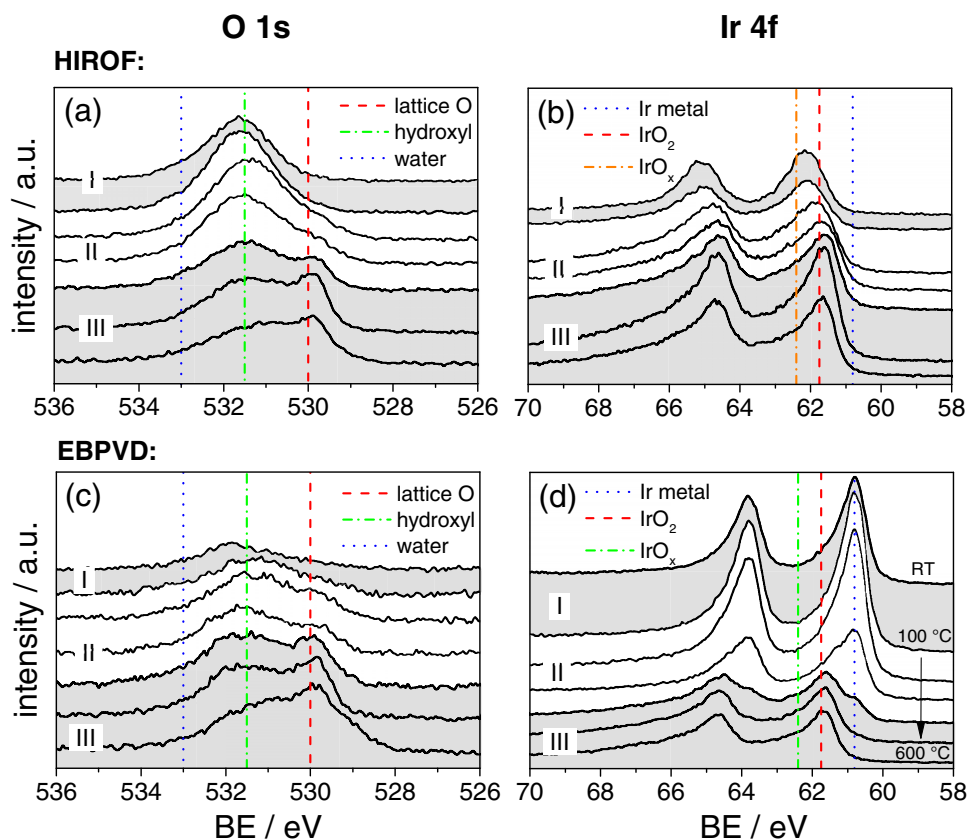 O 1s
Ir 4f
HIROF:
(a)
lattice O
hydroxyl
water
I
II
III
536 534 532 530 528 526
(b)
Ir metal
IrO2
IrOx
I
II
III
70 68 66 64 62 60 58
intensity / a.u.
EBPVD:
(c)
lattice O
hydroxyl
water
I
II
III
536 534 532 530 528 526
BE / eV
(d)
Ir metal
IrO2
IrOx
RT
100 °C
600 °C
I
II
III
70 68 66 64 62 60 58
BE / eV
intensity / a.u.